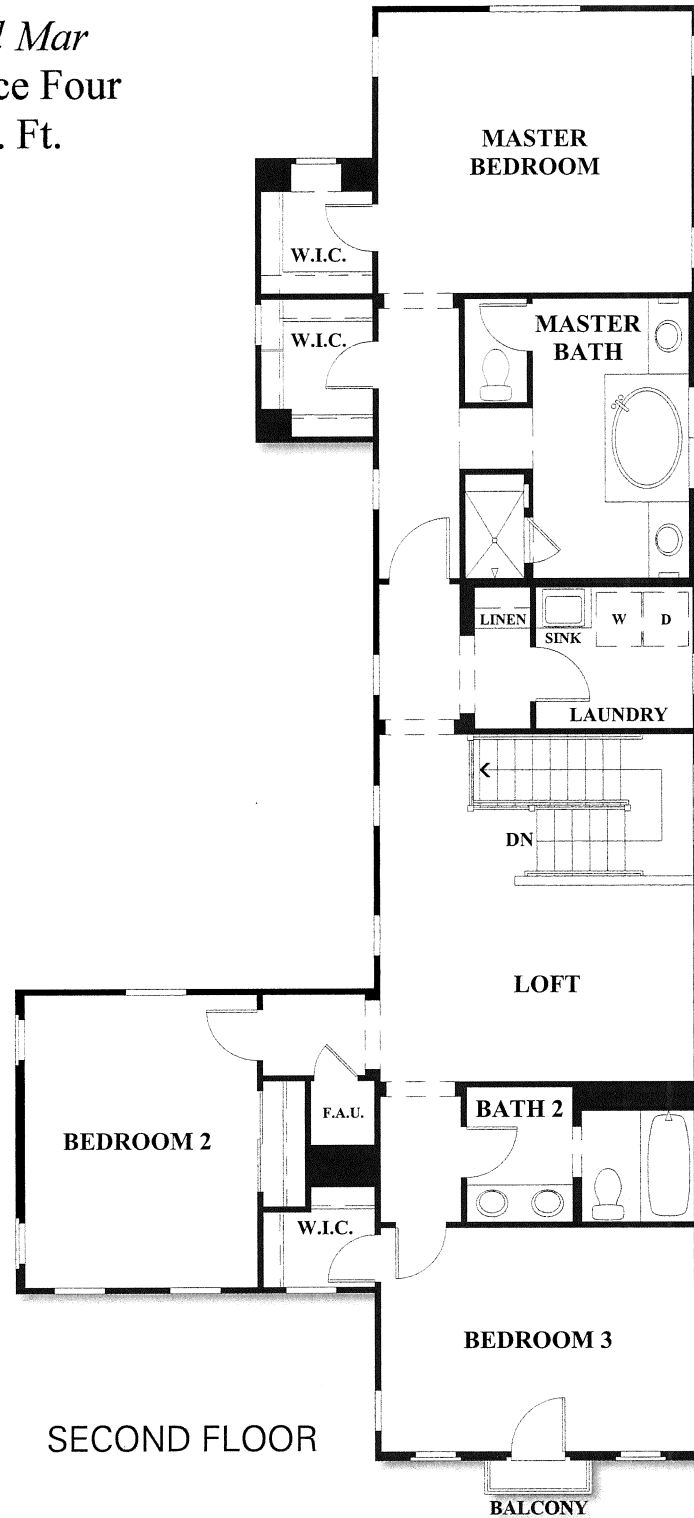 Mar
Four
. Ft.
MASTER
BEDROOM
W.I.C.
W.I.C.
MASTER
BATH
LINEN
SINK
W
D
LAUNDRY
DN
LOFT
F.A.U.
BATH 2
BEDROOM 2
W.I.C.
BEDROOM 3
SECOND FLOOR
BALCONY